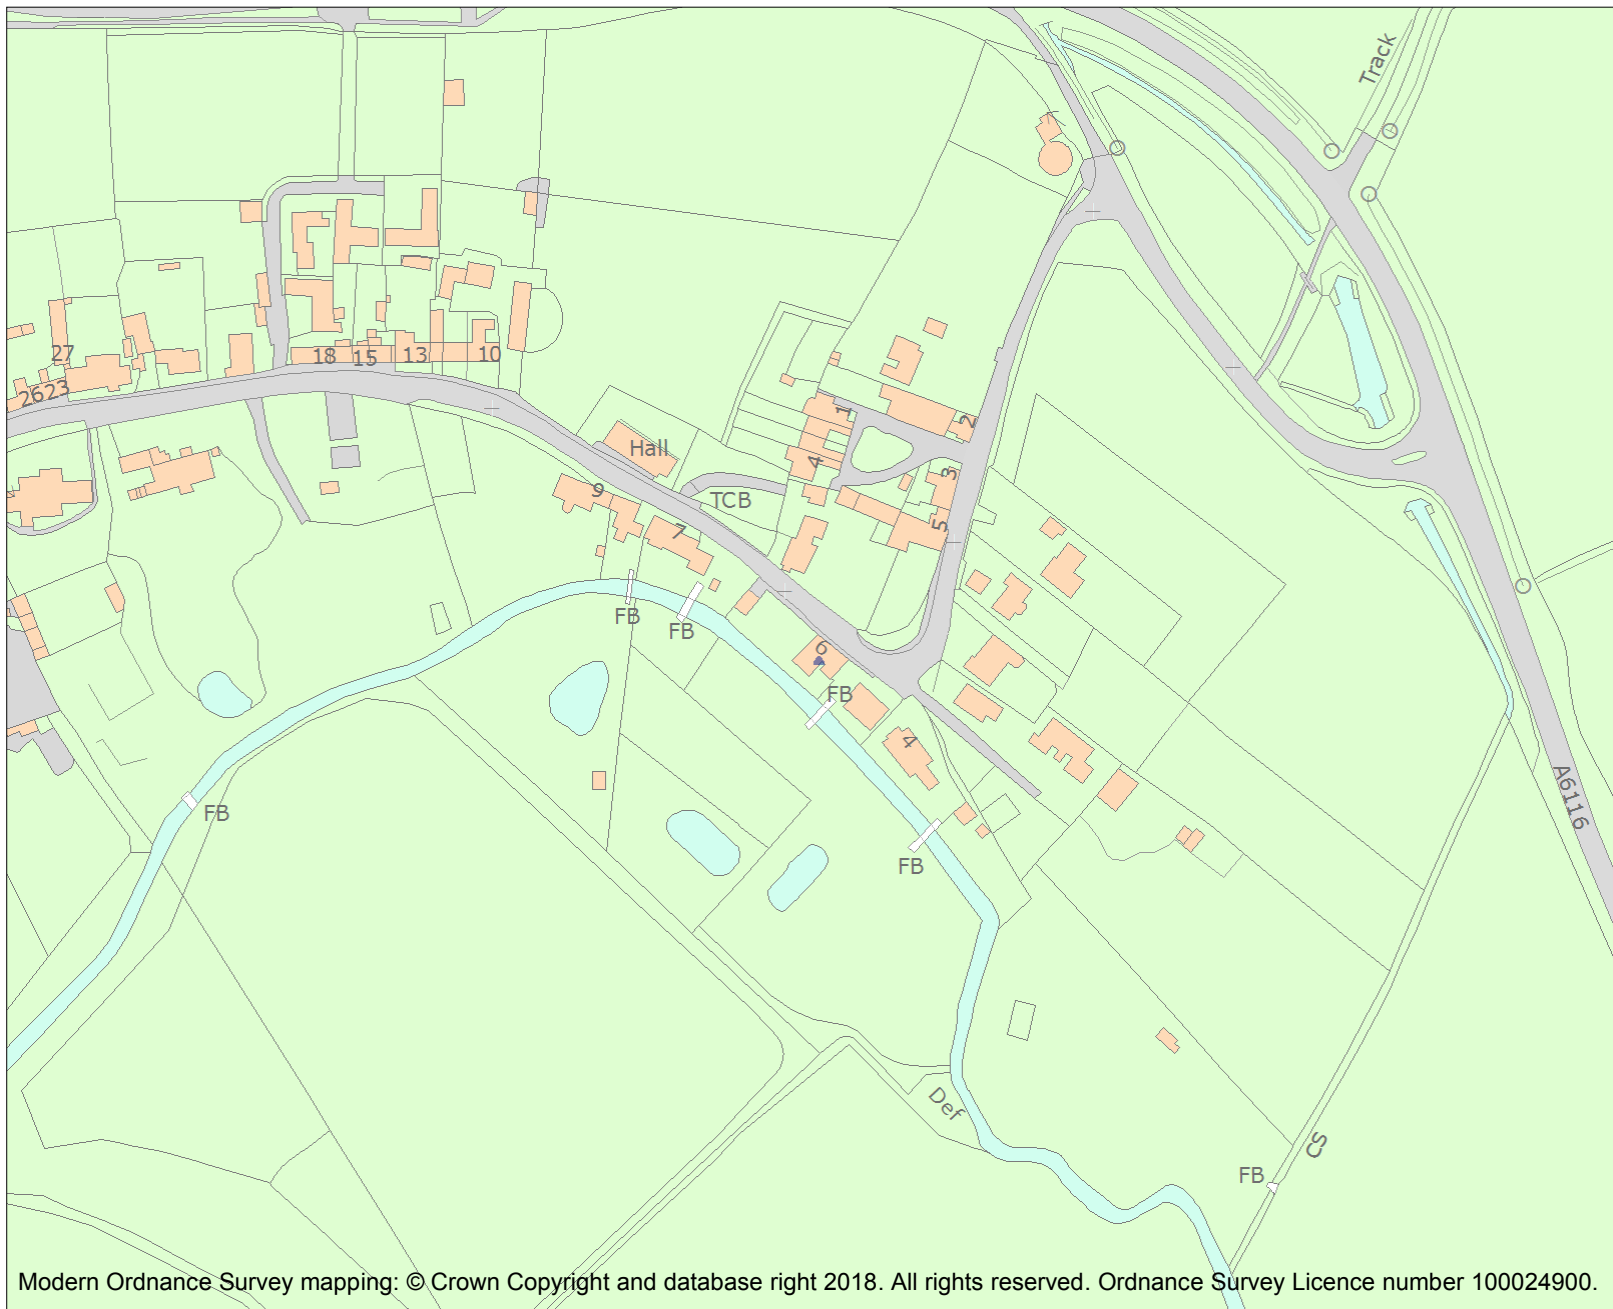 Track
27
2623
18
15
13
10
1
2
Hall
4
3
9
TCB
7
5
FB
FB
6
FB
4
A6116
FB
FB
Def
CS
FB
Modern Ordnance Survey mapping: © Crown Copyright and database right 2018. All rights reserved. Ordnance Survey Licence number 100024900.